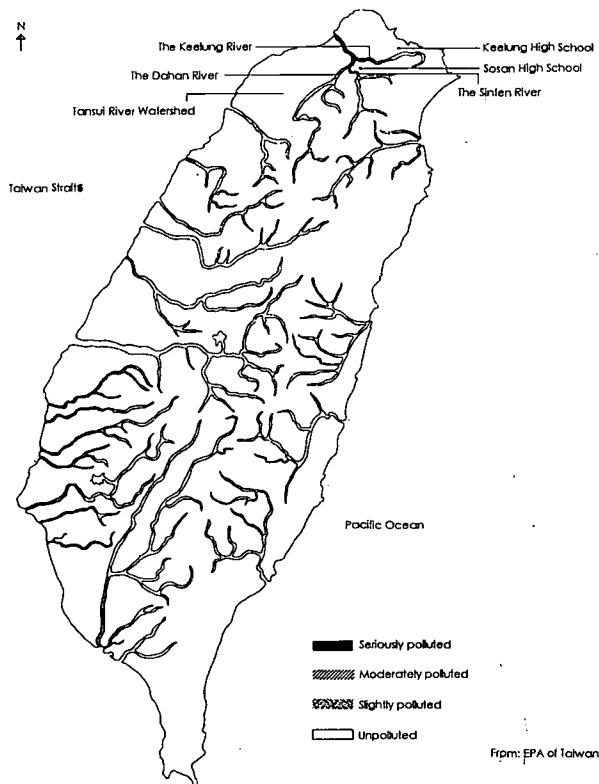 N
The Keelung River
Keelung High School
Sosan High School
The Dahan River
The Sinten River
Tansui River Watershed
Taiwan Straits
Pacific Ocean
Seriously polluted
Moderately polluted
Slightly polluted
Unpolluted
From: EPA of Taiwan